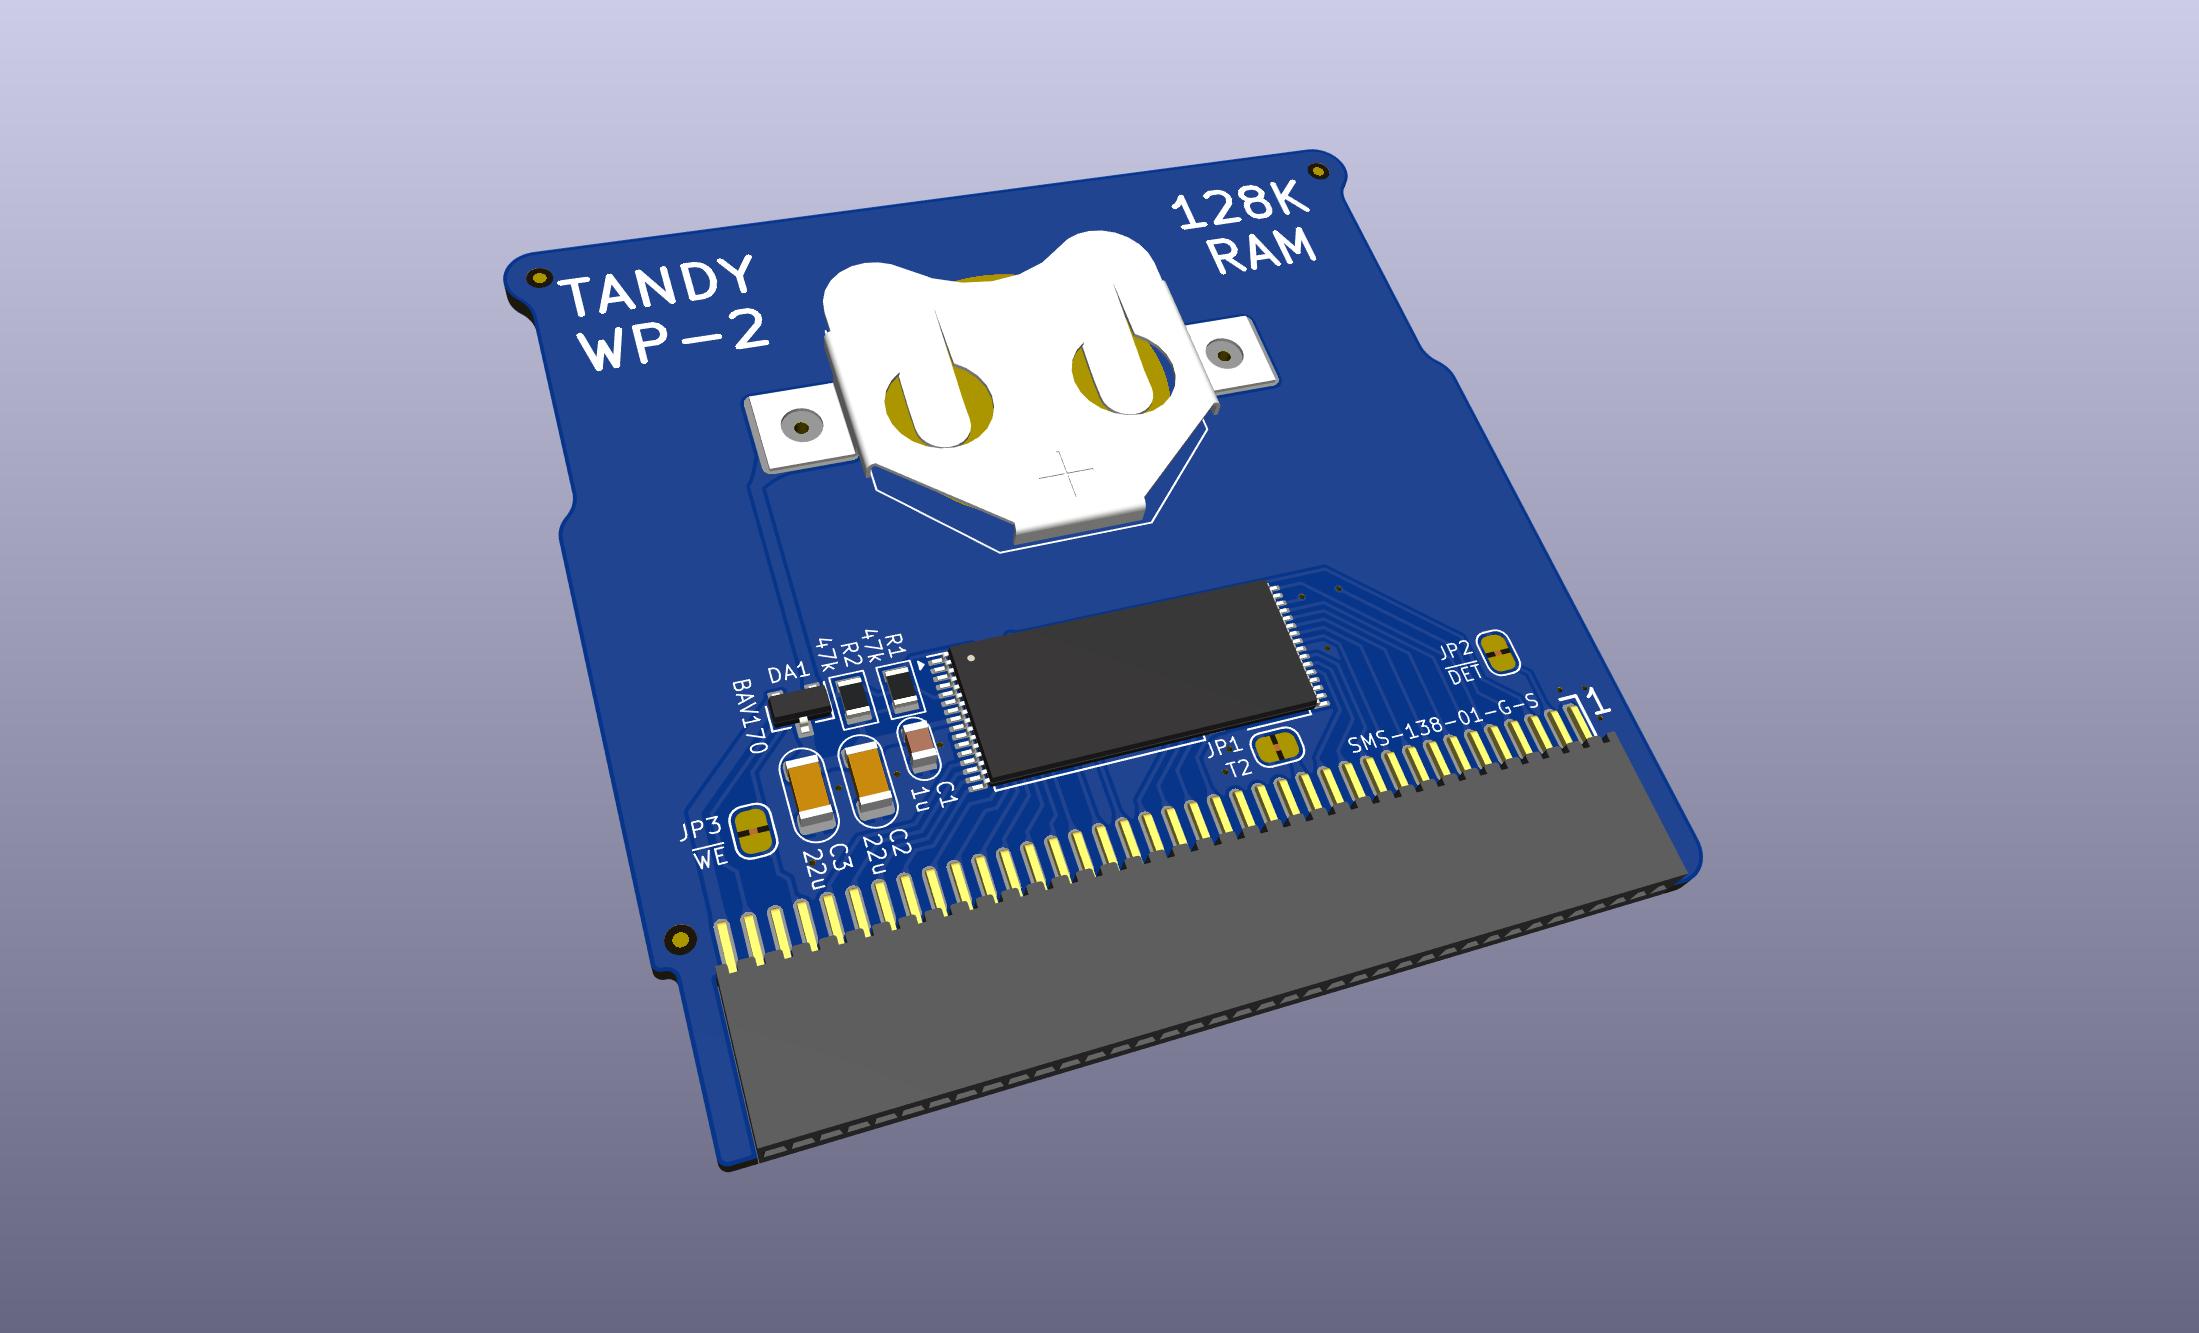 TANDY
WP-2
128K
RAM
DA1
BAV170
47k
R2
47k
R1
C1
1u
C2
22u
C3
22u
JP3
WE
JP1
T2
JP2
DET
SMS-138-01-G-S
1